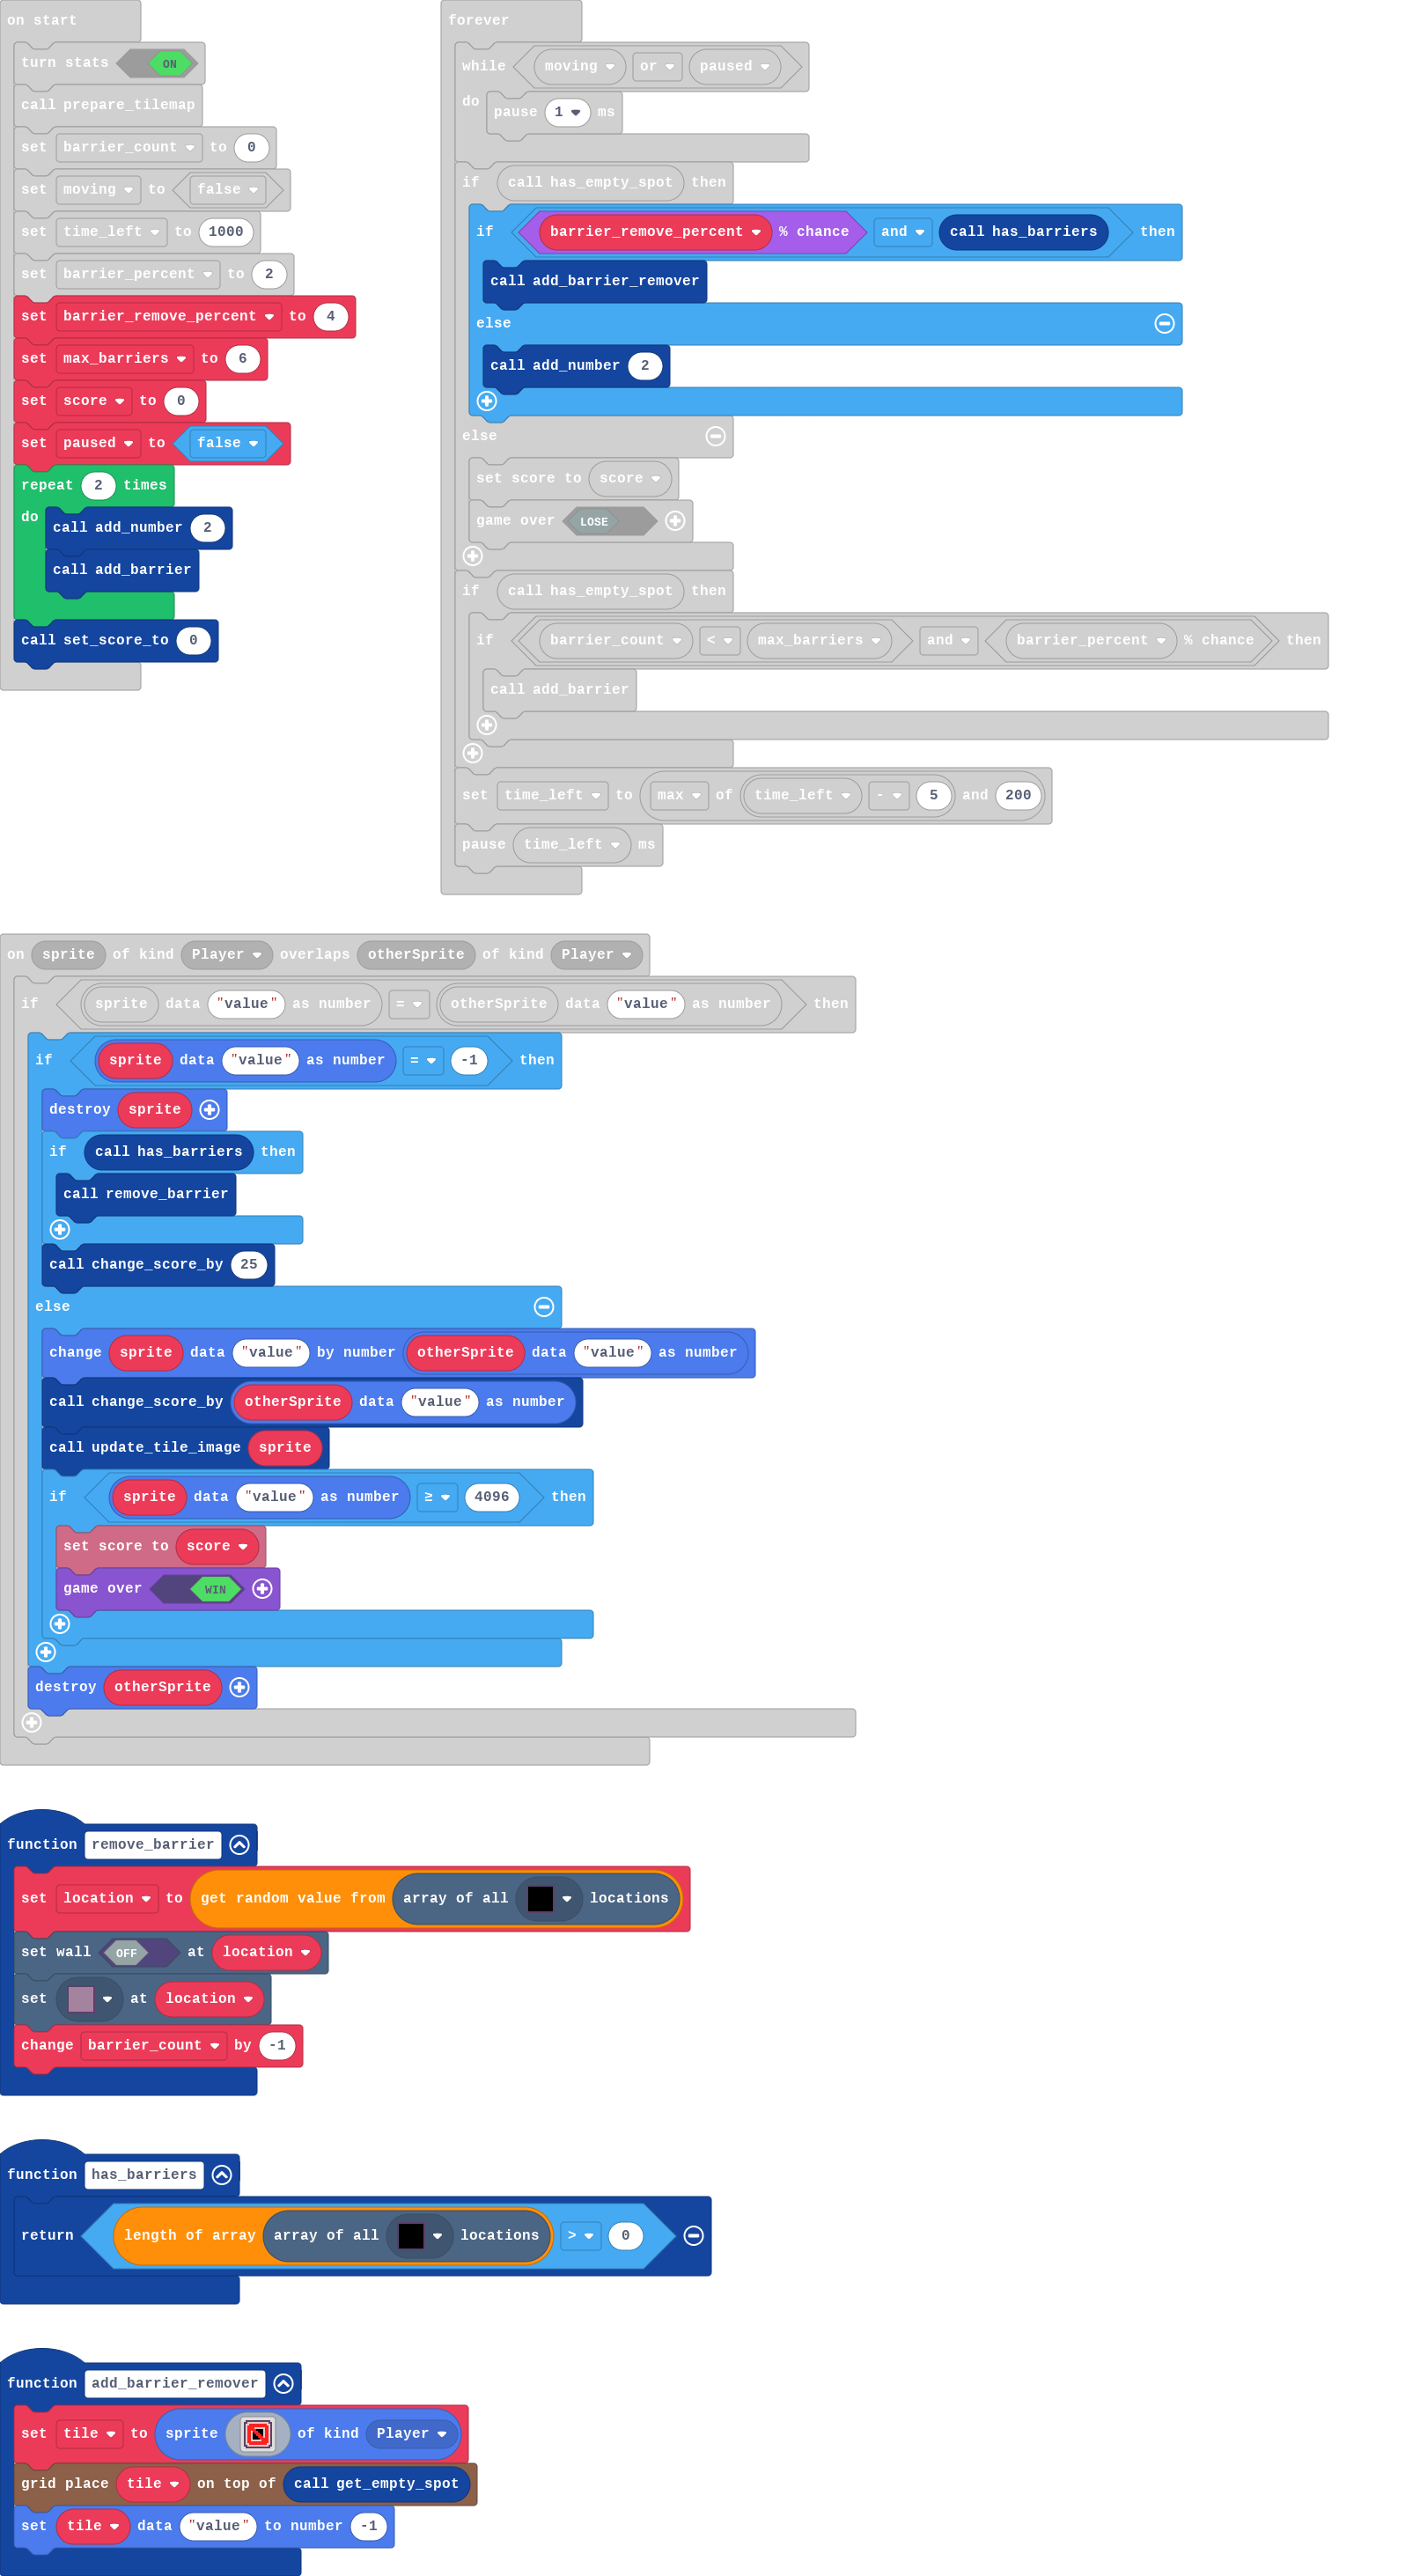 on start
turn stats ON
call prepare_tilemap
set barrier_count to 0
set moving to false
set time_left to 1000
set barrier_percent to 2
set barrier_remove_percent to 4
set max_barriers to 6
set score to 0
set paused to false
repeat 2 times
do call add_number 2
call add_barrier
call set_score_to 0
forever
while moving or paused
do pause 1 ms
if call has_empty_spot then
if barrier_remove_percent % chance and call has_barriers then
call add_barrier_remover
else
call add_number 2
else
set score to score
game over LOSE
if call has_empty_spot then
if barrier_count < max_barriers and barrier_percent % chance then
call add_barrier
set time_left to max of time_left - 5 and 200
pause time_left ms
on sprite of kind Player overlaps otherSprite of kind Player
if sprite data "value" as number = otherSprite data "value" as number then
if sprite data "value" as number = -1 then
destroy sprite
if call has_barriers then
call remove_barrier
call change_score_by 25
else
change sprite data "value" by number otherSprite data "value" as number
call change_score_by otherSprite data "value" as number
call update_tile_image sprite
if sprite data "value" as number ≥ 4096 then
set score to score
game over WIN
destroy otherSprite
function remove_barrier
set location to get random value from array of all locations
set wall OFF at location
set at location
change barrier_count by -1
function has_barriers
return length of array array of all locations > 0
function add_barrier_remover
set tile to sprite of kind Player
grid place tile on top of call get_empty_spot
set tile data "value" to number -1